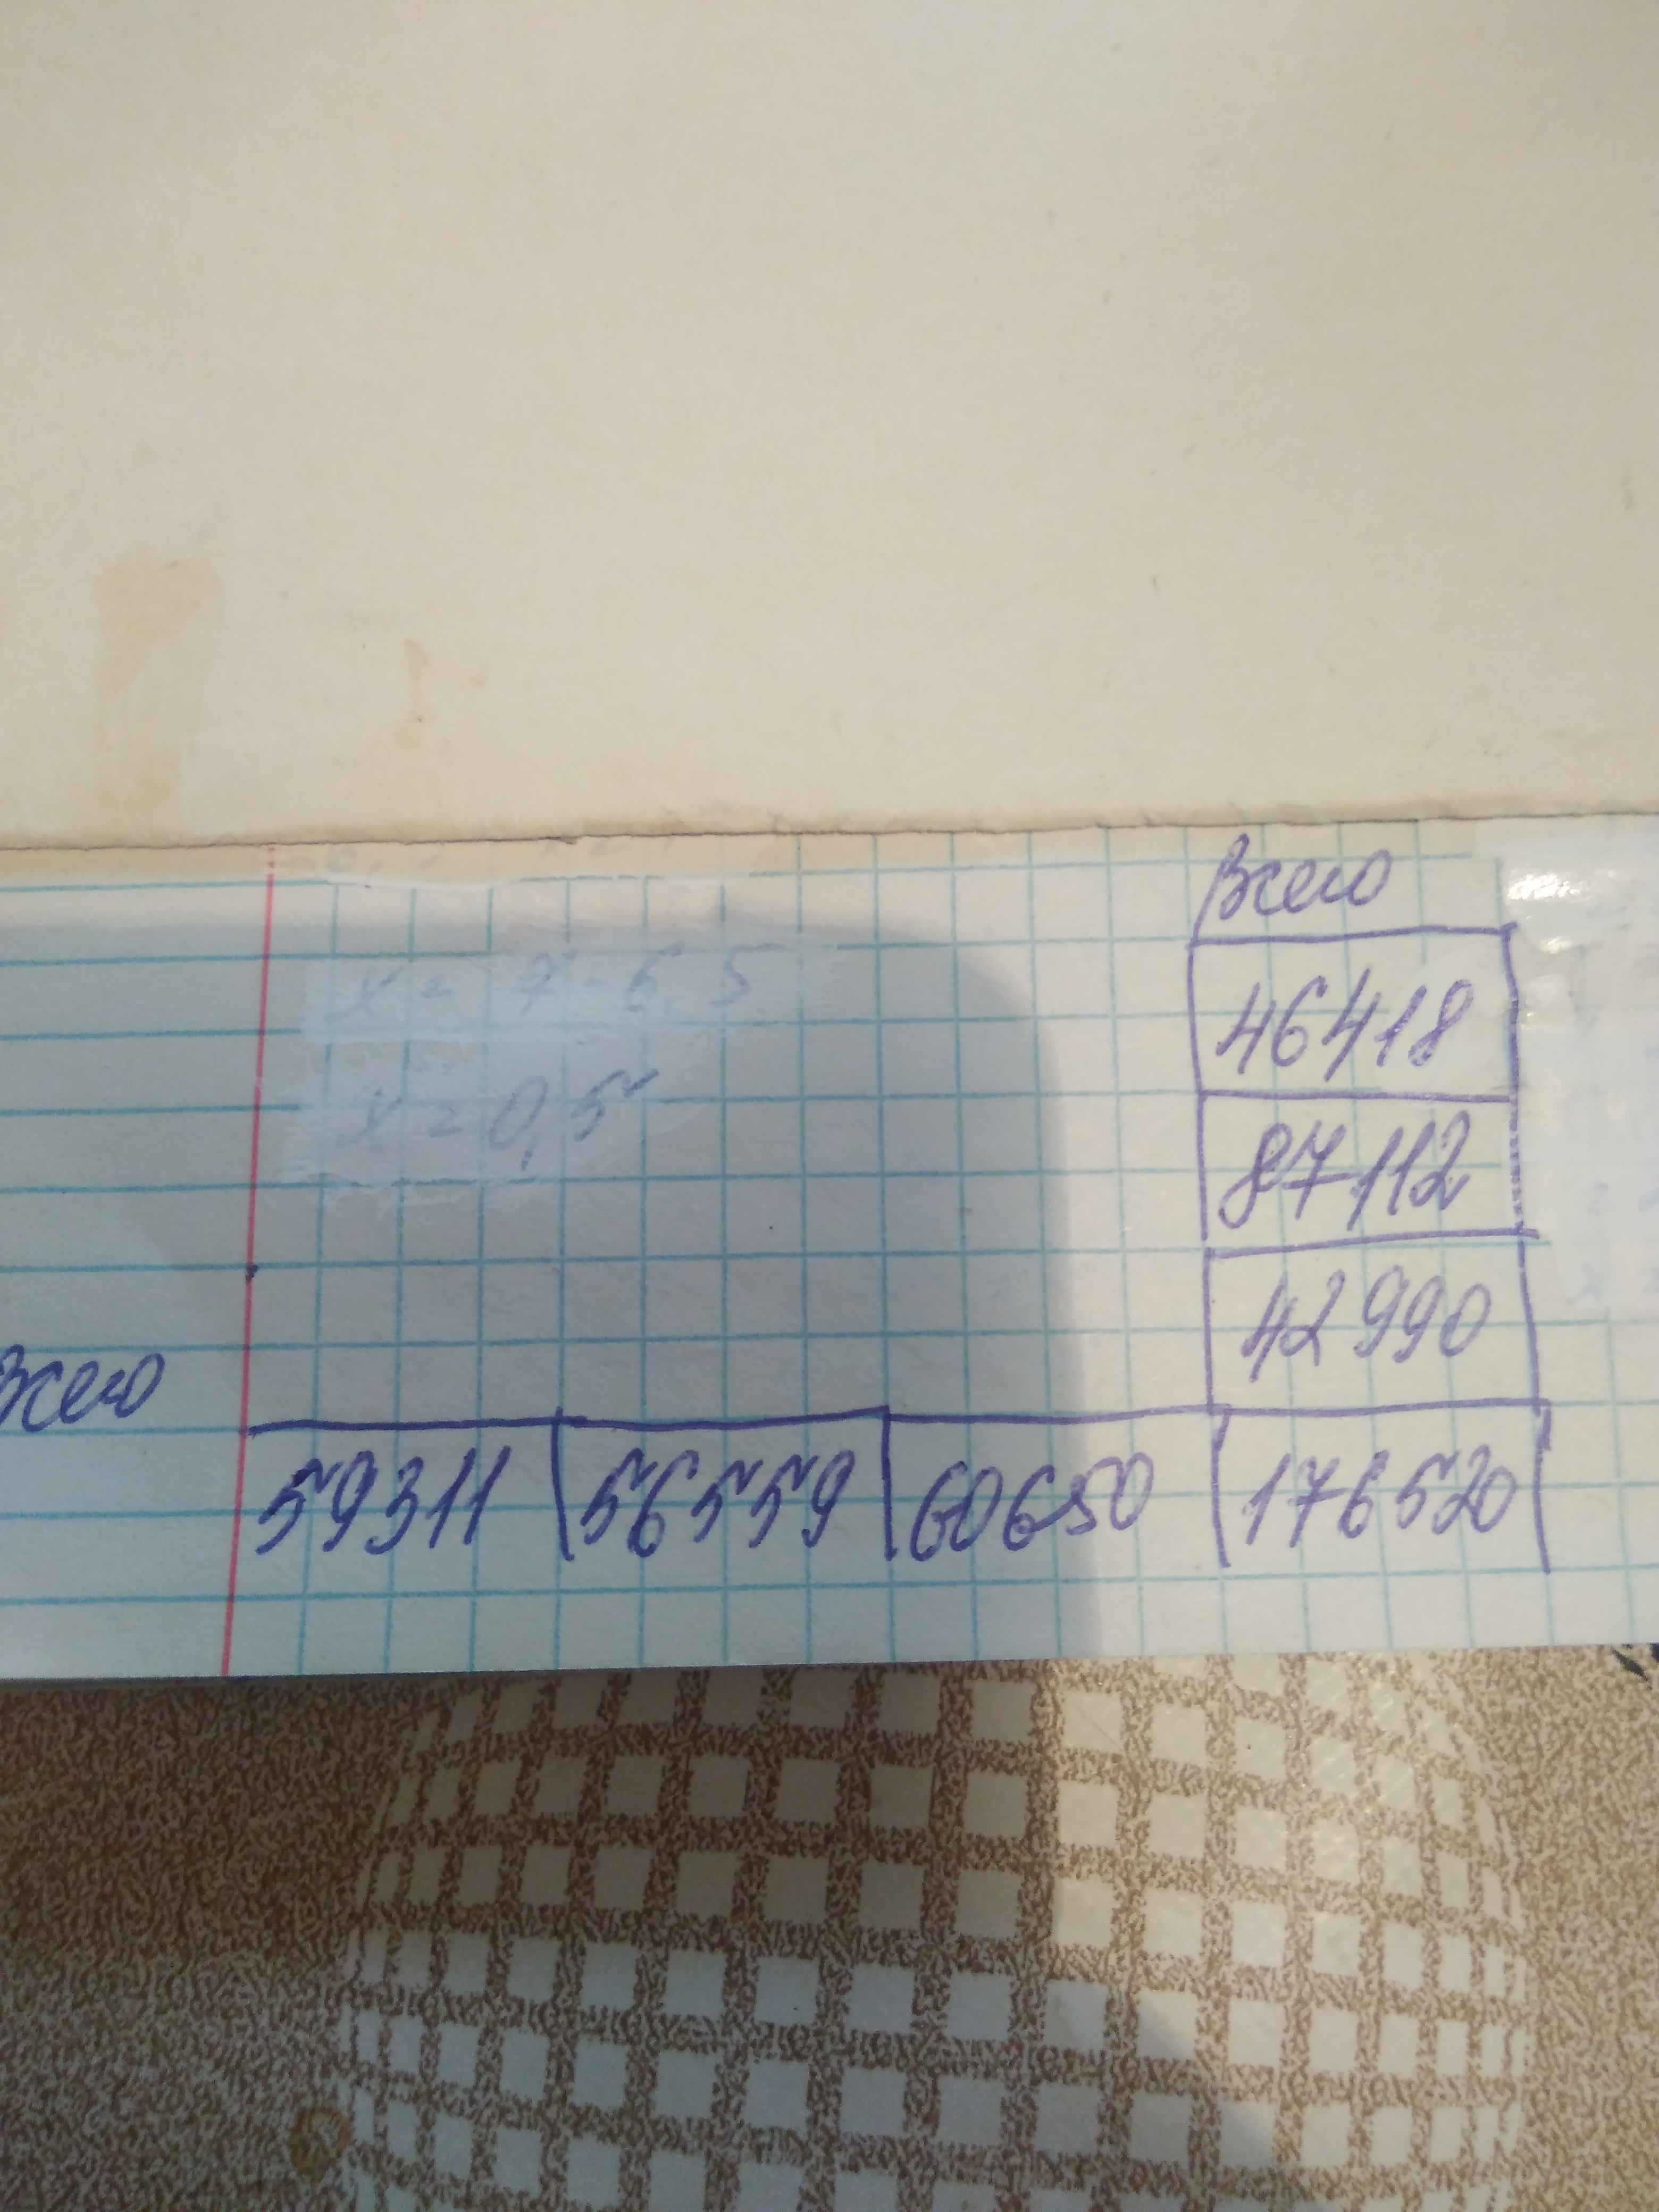 Всего
х = 7 - 6,5
46418
х = 0,5
87112
42990
Всего
59311 56559 60650 176520